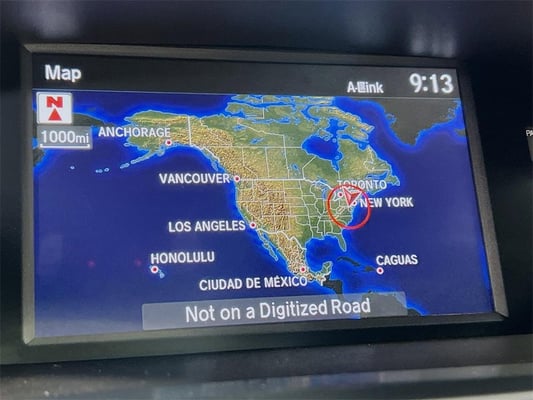 Map
A-Link
9:13
N
1000mi
ANCHORAGE
VANCOUVER
TORONTO
NEW YORK
LOS ANGELES
HONOLULU
CAGUAS
CIUDAD DE MÉXICO
Not on a Digitized Road